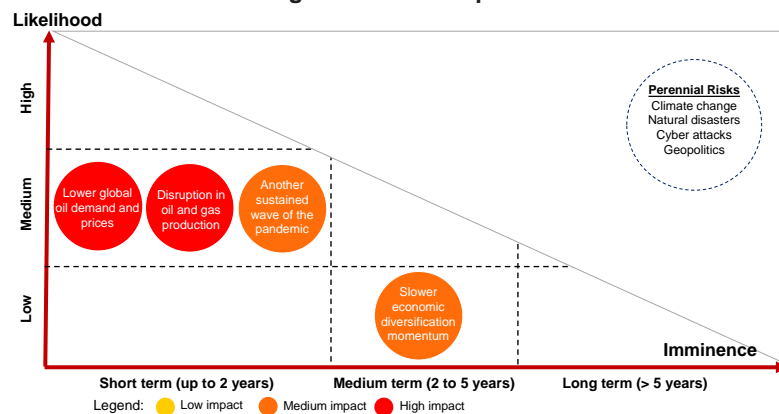 Likelihood
High
Medium
Low
Perennial Risks
Climate change
Natural disasters
Cyber attacks
Geopolitics
Lower global
oil demand and
prices
Disruption in
oil and gas
production
Another
sustained
wave of the
pandemic
Slower
economic
diversification
momentum
Imminence
Short term (up to 2 years)
Medium term (2 to 5 years)
Long term (> 5 years)
Legend:
Low impact
Medium impact
High impact